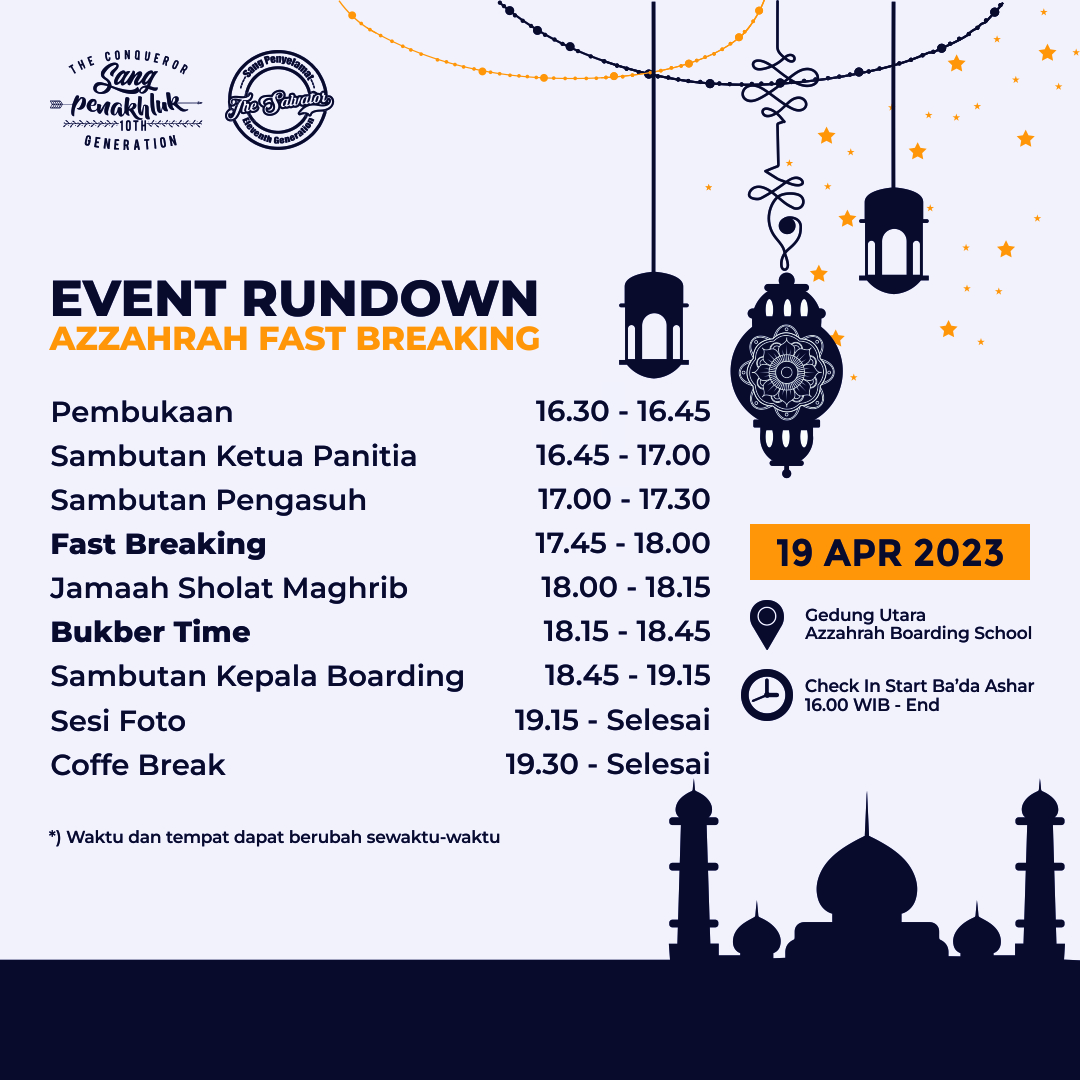 THE CONQUEROR
Sang
Penakhluk
10TH
GENERATION
Sang Penyelamat
The Salvator
Eleventh Generation
EVENT RUNDOWN
AZZAHRAH FAST BREAKING
Pembukaan 16.30 - 16.45
Sambutan Ketua Panitia 16.45 - 17.00
Sambutan Pengasuh 17.00 - 17.30
Fast Breaking 17.45 - 18.00
Jamaah Sholat Maghrib 18.00 - 18.15
Bukber Time 18.15 - 18.45
Sambutan Kepala Boarding 18.45 - 19.15
Sesi Foto 19.15 - Selesai
Coffe Break 19.30 - Selesai
*) Waktu dan tempat dapat berubah sewaktu-waktu
19 APR 2023
Gedung Utara
Azzahrah Boarding School
Check In Start Ba’da Ashar
16.00 WIB - End